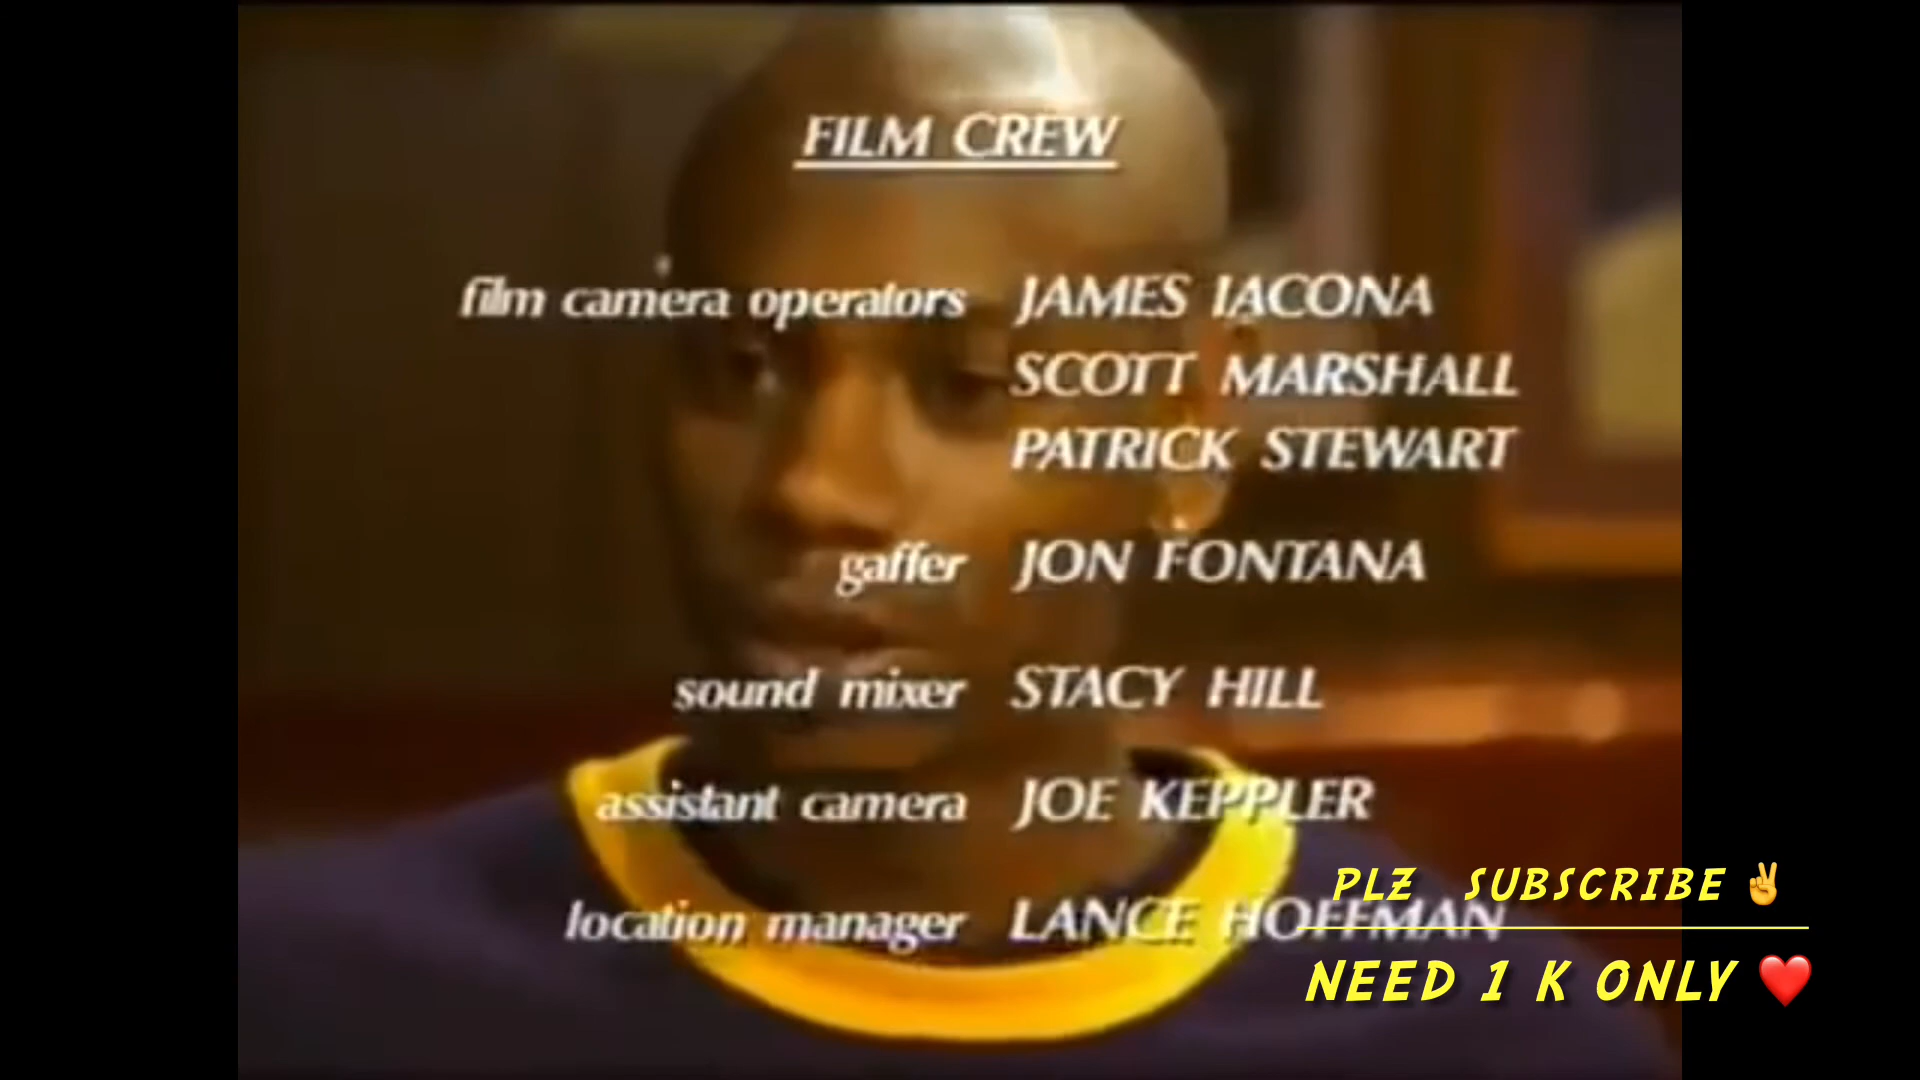 FILM CREW
film camera operators JAMES IACONA
SCOTT MARSHALL
PATRICK STEWART
gaffer JON FONTANA
sound mixer STACY HILL
assistant camera JOE KEPPLER
location manager LANCE HOFFMAN
PLZ SUBSCRIBE ✌️
NEED 1 K ONLY ❤️